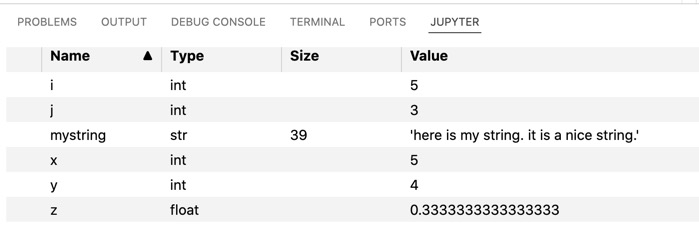 PROBLEMS OUTPUT DEBUG CONSOLE TERMINAL PORTS JUPYTER
Name ▲ Type Size Value
i int 5
j int 3
mystring str 39 'here is my string. it is a nice string.'
x int 5
y int 4
z float 0.3333333333333333